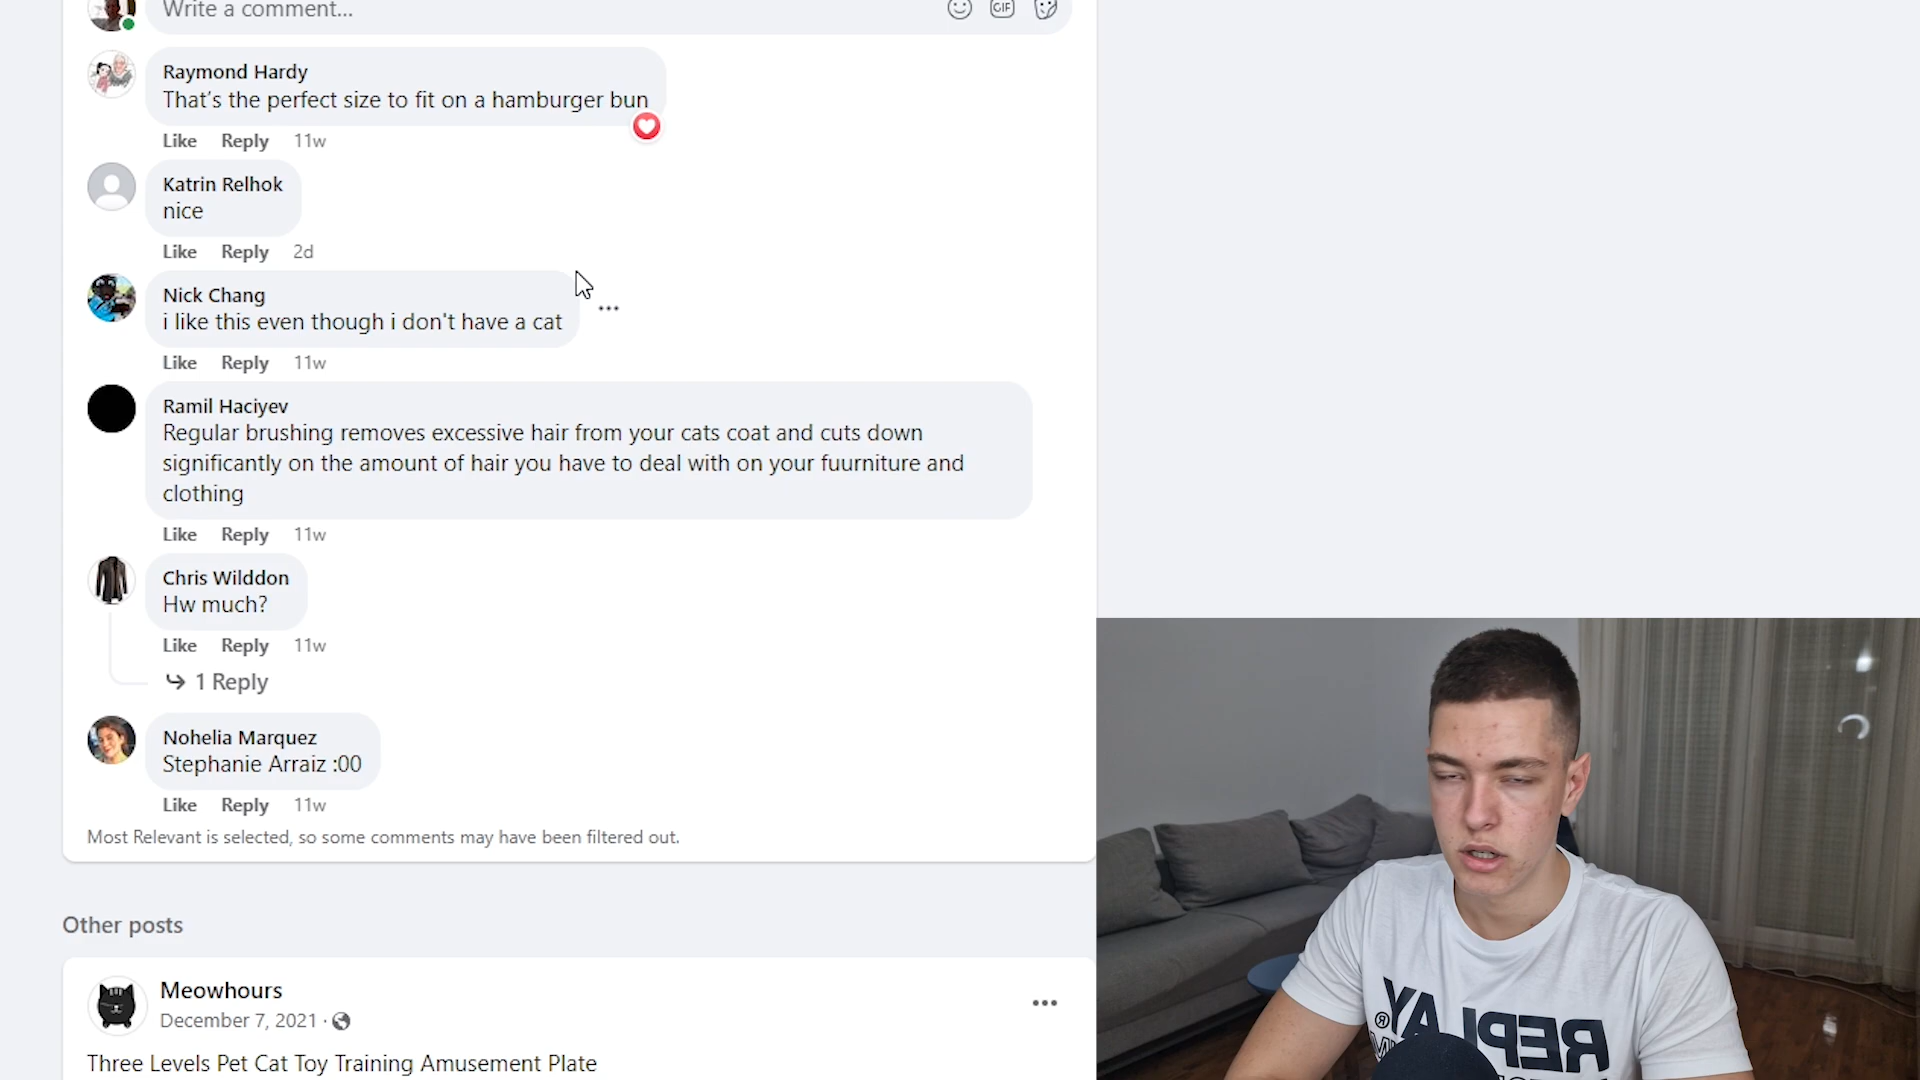 Write a comment...
GIF
Raymond Hardy
That's the perfect size to fit on a hamburger bun
Like Reply 11w
Katrin Relhok
nice
Like Reply 2d
Nick Chang
i like this even though i don't have a cat
Like Reply 11w
Ramil Haciyev
Regular brushing removes excessive hair from your cats coat and cuts down
significantly on the amount of hair you have to deal with on your fuurniture and
clothing
Like Reply 11w
Chris Wilddon
Hw much?
Like Reply 11w
1 Reply
Nohelia Marquez
Stephanie Arraiz :00
Like Reply 11w
Most Relevant is selected, so some comments may have been filtered out.
Other posts
Meowhours
December 7, 2021 ·
Three Levels Pet Cat Toy Training Amusement Plate
REPLAY
®